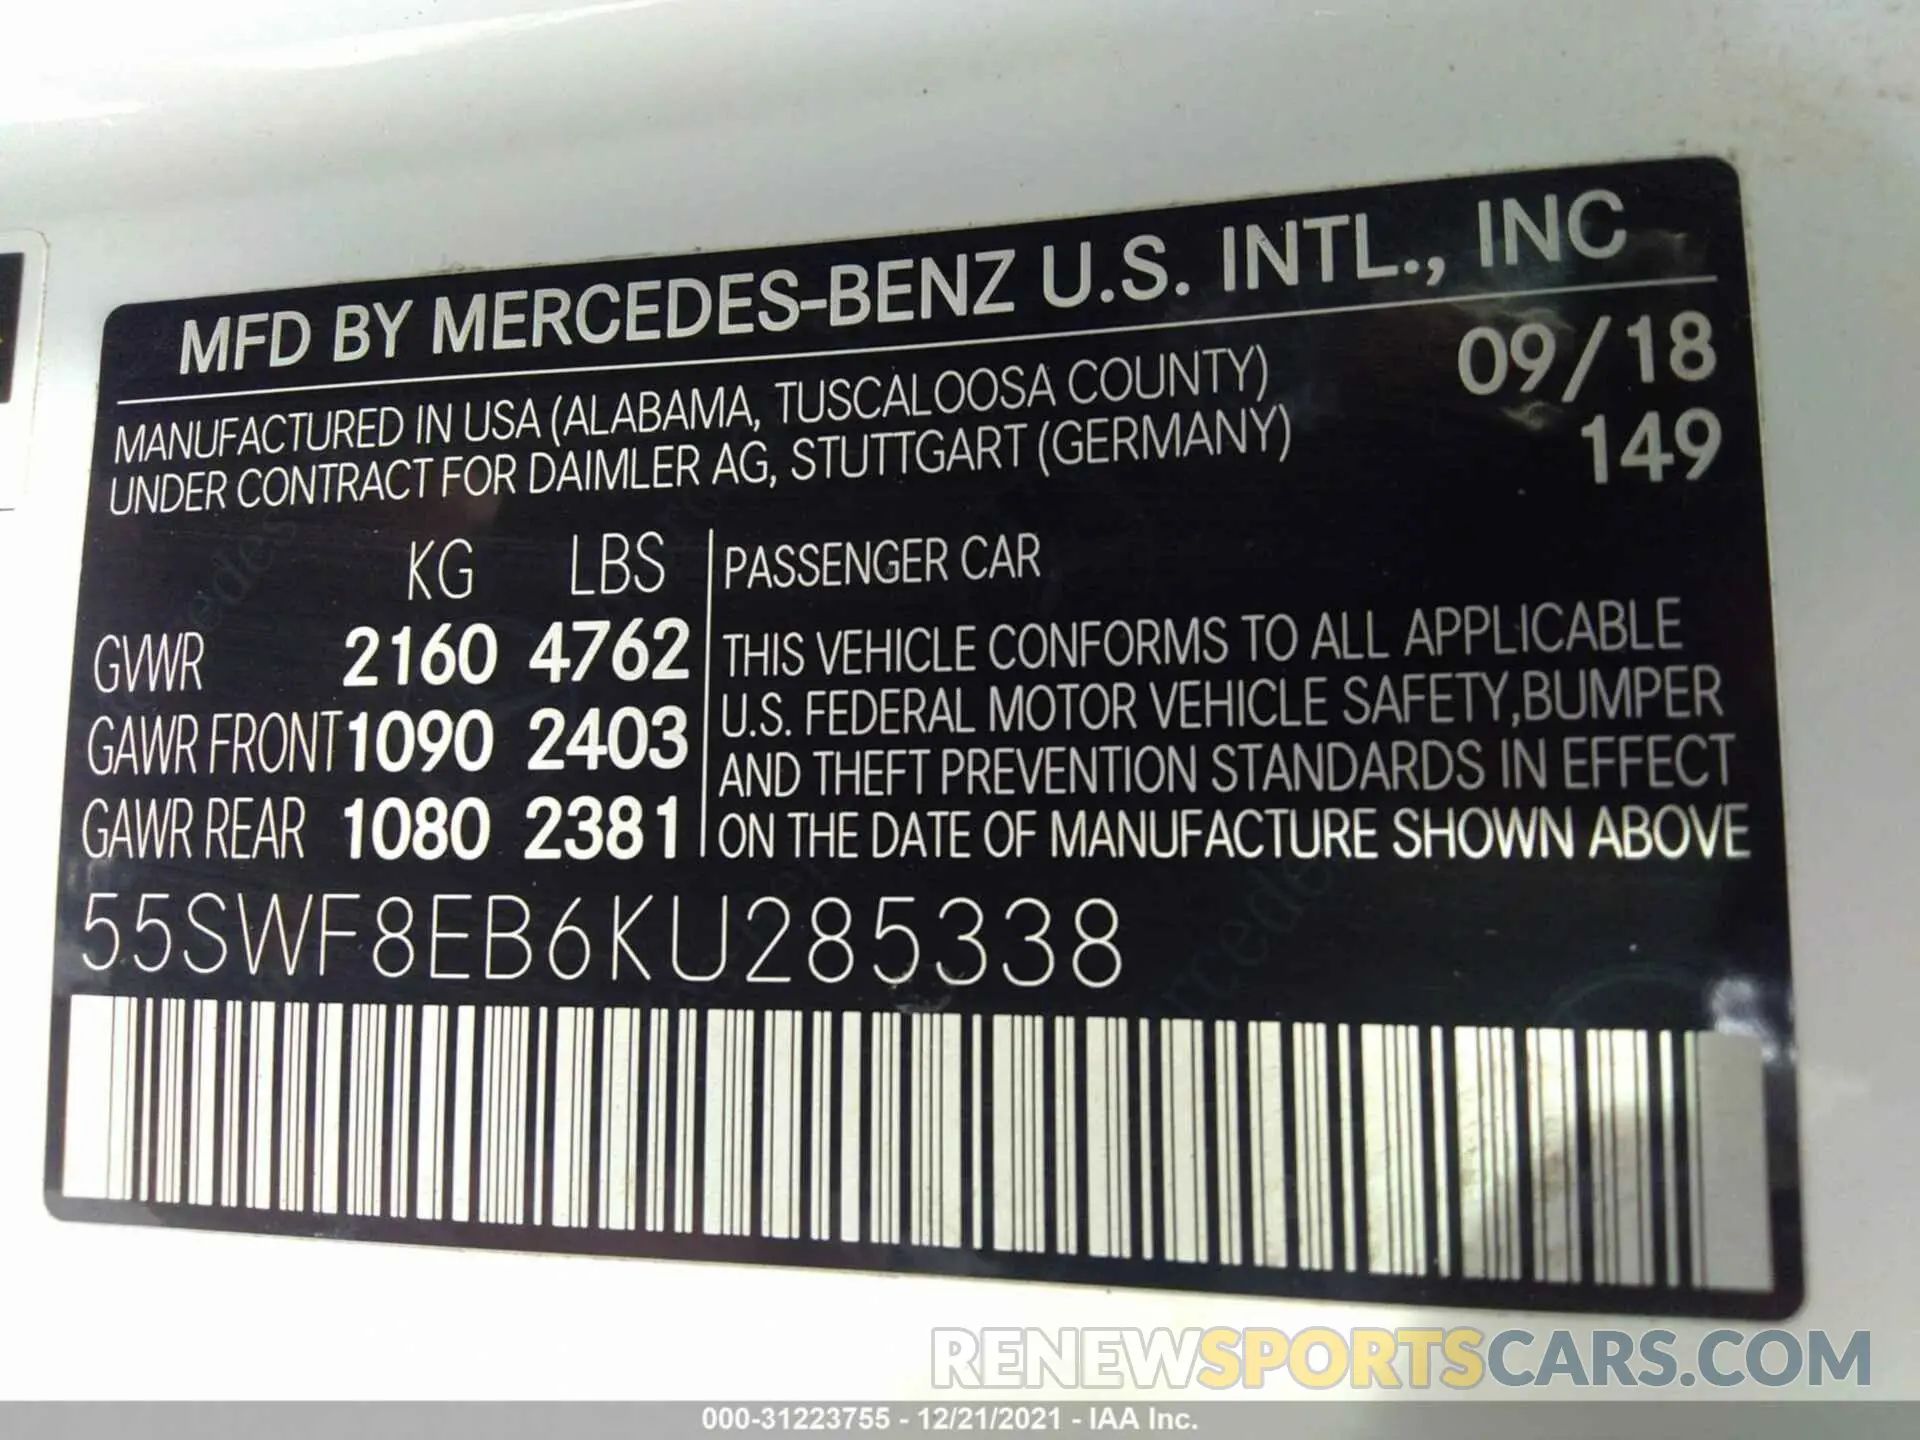 MFD BY MERCEDES-BENZ U.S. INTL., INC
MANUFACTURED IN USA (ALABAMA, TUSCALOOSA COUNTY) 09/18
UNDER CONTRACT FOR DAIMLER AG, STUTTGART (GERMANY) 149
KG LBS PASSENGER CAR
GVWR 2160 4762 THIS VEHICLE CONFORMS TO ALL APPLICABLE
U.S. FEDERAL MOTOR VEHICLE SAFETY,BUMPER
GAWR FRONT 1090 2403 AND THEFT PREVENTION STANDARDS IN EFFECT
GAWR REAR 1080 2381 ON THE DATE OF MANUFACTURE SHOWN ABOVE
55SWF8EB6KU285338
RENEWSPORTSCARS.COM
000-31223755 - 12/21/2021 - IAA Inc.